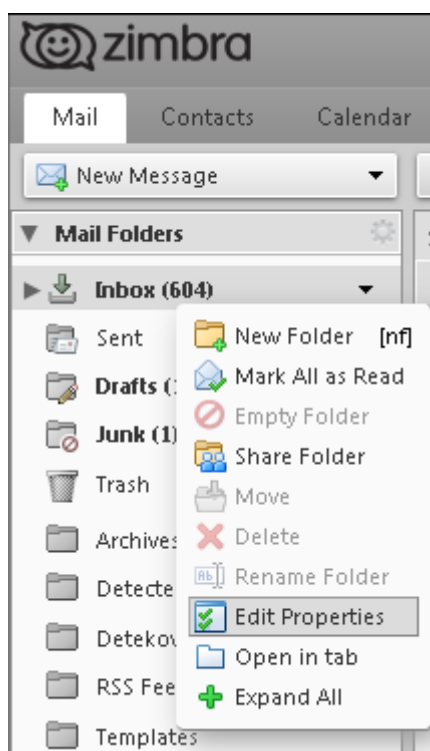 zimbra
Mail Contacts Calendar
New Message
Mail Folders
Inbox (604)
Sent
New Folder [nf]
Mark All as Read
Drafts (
Empty Folder
Junk (1)
Share Folder
Trash
Move
Archives
Delete
Detecte
Rename Folder
Edit Properties
Detekov
Open in tab
RSS Fee
Expand All
Templates